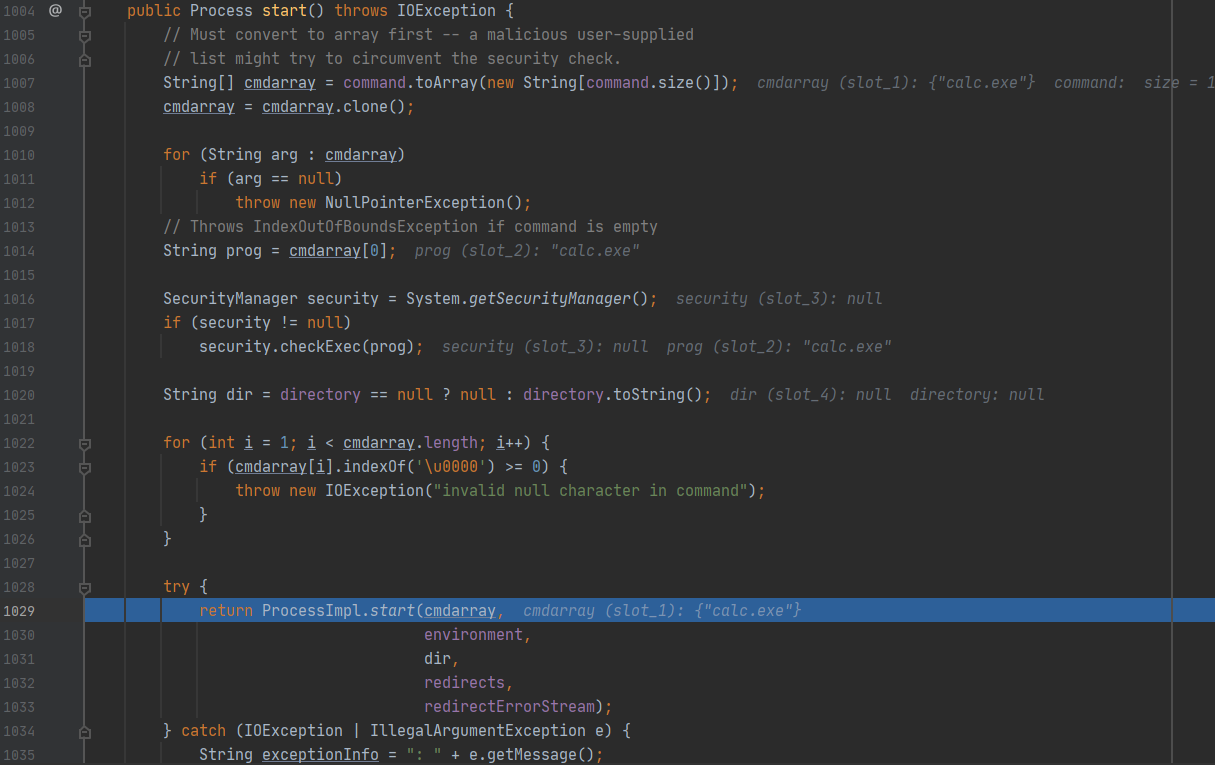 1004 @ public Process start() throws IOException {
1005 // Must convert to array first -- a malicious user-supplied
1006 // list might try to circumvent the security check.
1007 String[] cmdarray = command.toArray(new String[command.size()]); cmdarray (slot_1): {"calc.exe"} command: size = 1
1008 cmdarray = cmdarray.clone();
1009
1010 for (String arg : cmdarray)
1011 if (arg == null)
1012 throw new NullPointerException();
1013 // Throws IndexOutOfBoundsException if command is empty
1014 String prog = cmdarray[0]; prog (slot_2): "calc.exe"
1015
1016 SecurityManager security = System.getSecurityManager(); security (slot_3): null
1017 if (security != null)
1018 security.checkExec(prog); security (slot_3): null prog (slot_2): "calc.exe"
1019
1020 String dir = directory == null ? null : directory.toString(); dir (slot_4): null directory: null
1021
1022 for (int i = 1; i < cmdarray.length; i++) {
1023 if (cmdarray[i].indexOf('\u0000') >= 0) {
1024 throw new IOException("invalid null character in command");
1025 }
1026 }
1027
1028 try {
1029 return ProcessImpl.start(cmdarray, cmdarray (slot_1): {"calc.exe"}
1030 environment,
1031 dir,
1032 redirects,
1033 redirectErrorStream);
1034 } catch (IOException | IllegalArgumentException e) {
1035 String exceptionInfo = ": " + e.getMessage();